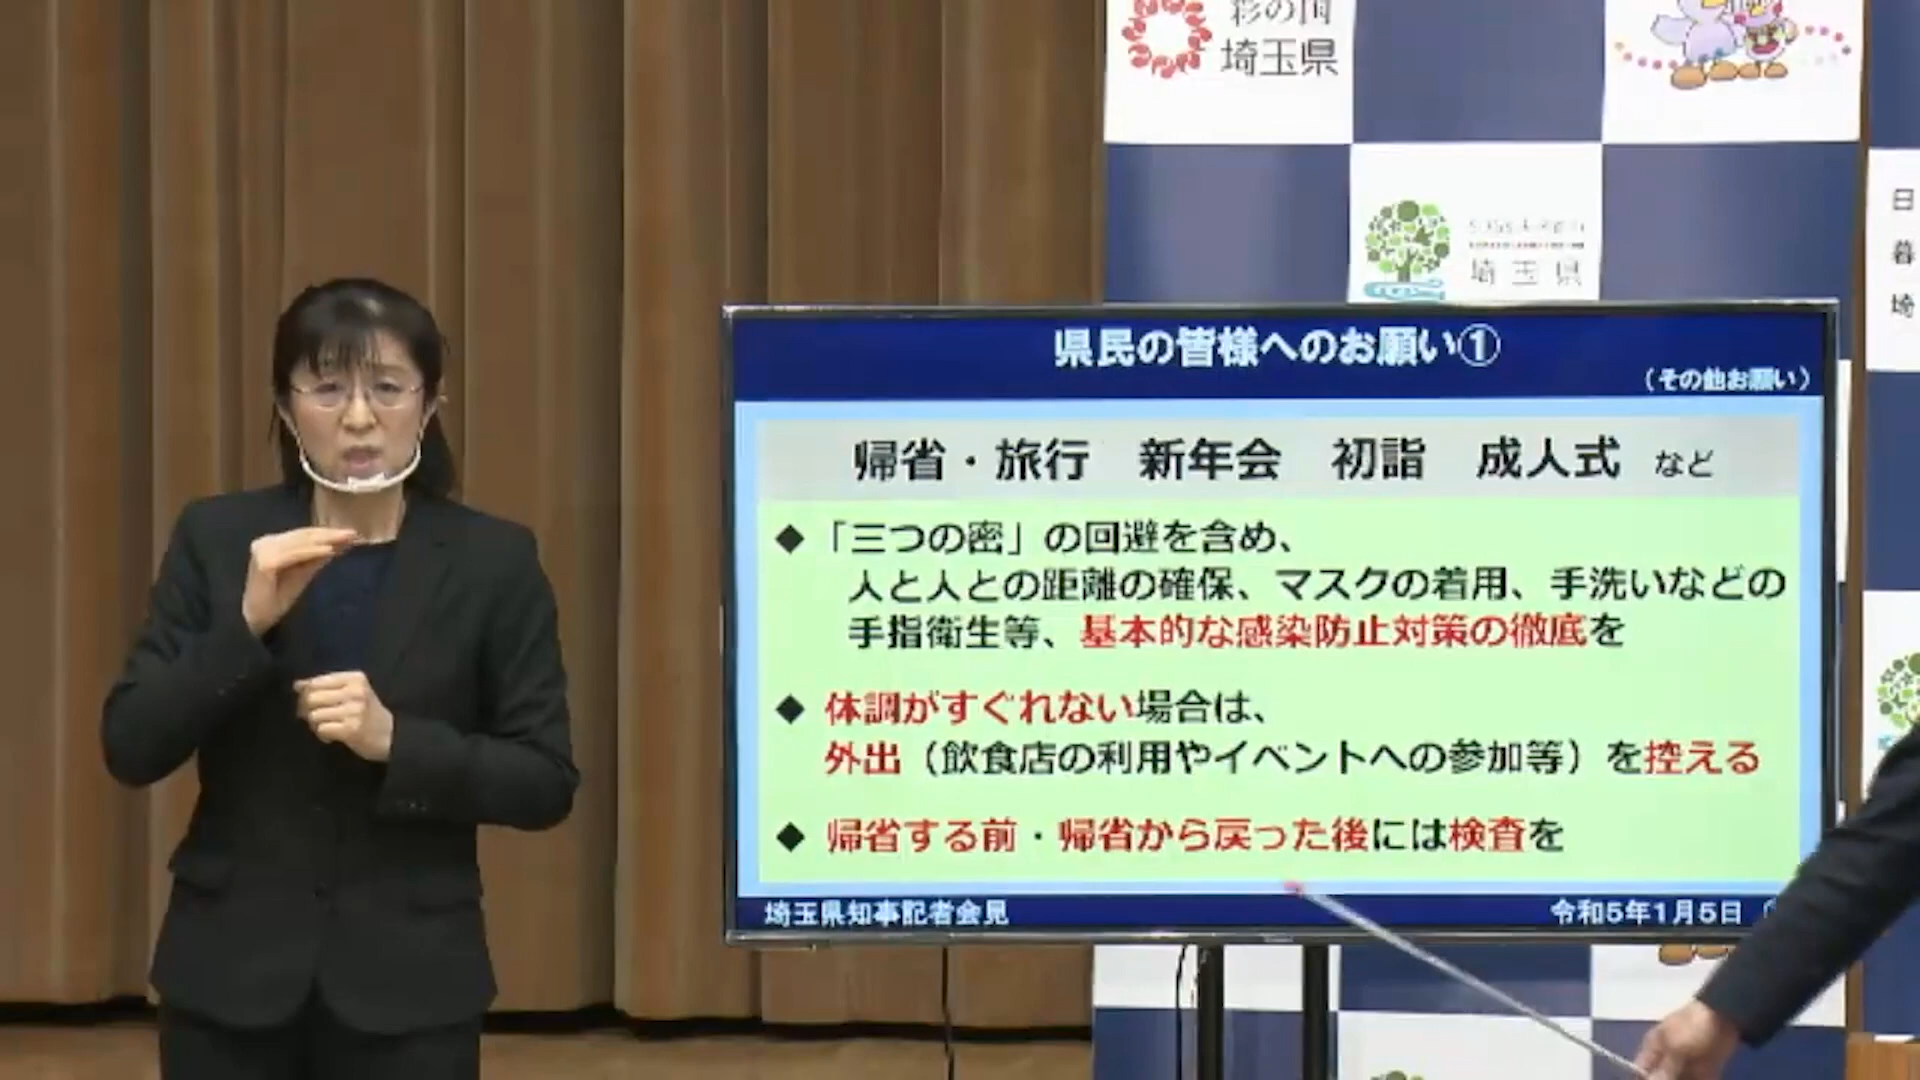 彩の国
埼玉県
埼玉県
日
暮
埼
県民の皆様へのお願い①
（その他お願い）
帰省・旅行　新年会　初詣　成人式　など
◆「三つの密」の回避を含め、
人と人との距離の確保、マスクの着用、手洗いなどの
手指衛生等、基本的な感染防止対策の徹底を
◆ 体調がすぐれない場合は、
外出（飲食店の利用やイベントへの参加等）を控える
◆ 帰省する前・帰省から戻った後には検査を
埼玉県知事記者会見
令和5年1月5日